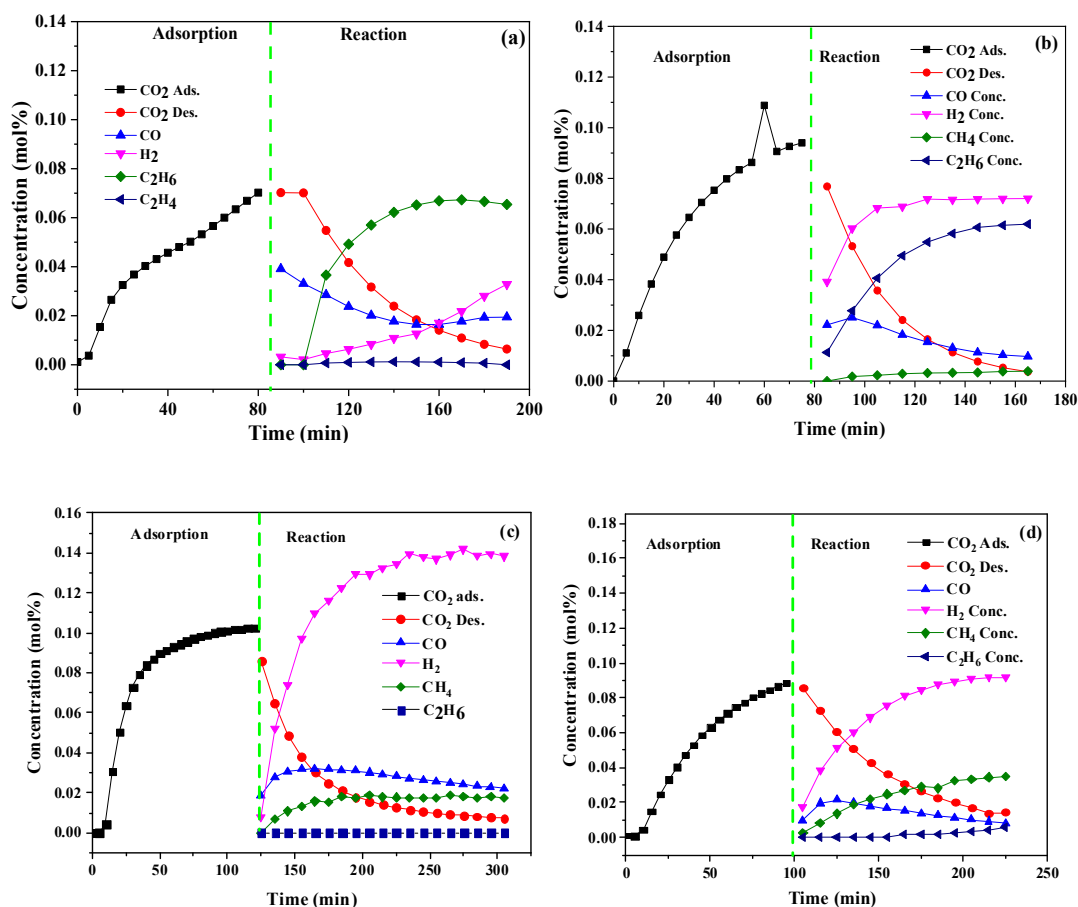 (a)
Adsorption Reaction
CO2 Ads.
CO2 Des.
CO
H2
C2H6
C2H4
Concentration (mol%)
0.14
0.12
0.10
0.08
0.06
0.04
0.02
0.00
0 40 80 120 160 200
Time (min)
(b)
Adsorption Reaction
CO2 Ads.
CO2 Des.
CO Conc.
H2 Conc.
CH4 Conc.
C2H6 Conc.
Concentration (mol%)
0.14
0.12
0.10
0.08
0.06
0.04
0.02
0.00
0 20 40 60 80 100 120 140 160 180
Time (min)
(c)
Adsorption Reaction
CO2 ads.
CO2 Des.
CO
H2
CH4
C2H6
Concentration (mol%)
0.16
0.14
0.12
0.10
0.08
0.06
0.04
0.02
0.00
0 50 100 150 200 250 300
Time (min)
(d)
Adsorption Reaction
CO2 Ads.
CO2 Des.
CO
H2 Conc.
CH4 Conc.
C2H6 Conc.
Concentration (mol%)
0.18
0.16
0.14
0.12
0.10
0.08
0.06
0.04
0.02
0.00
0 50 100 150 200 250
Time (min)